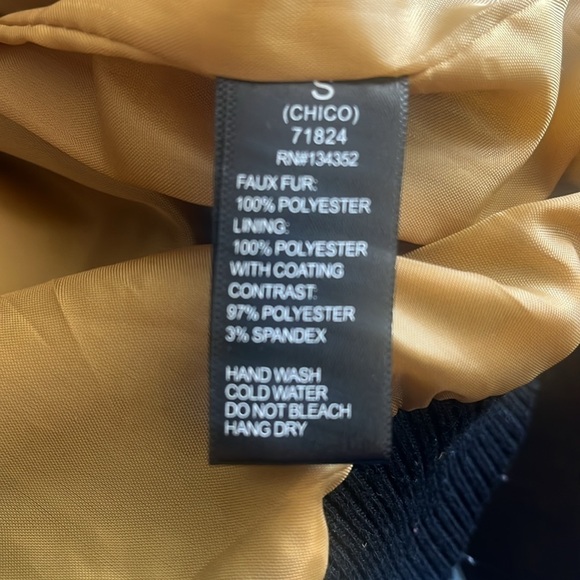 S
(CHICO)
71824
RN#134352
FAUX FUR:
100% POLYESTER
LINING:
100% POLYESTER
WITH COATING
CONTRAST:
97% POLYESTER
3% SPANDEX
HAND WASH
COLD WATER
DO NOT BLEACH
HANG DRY